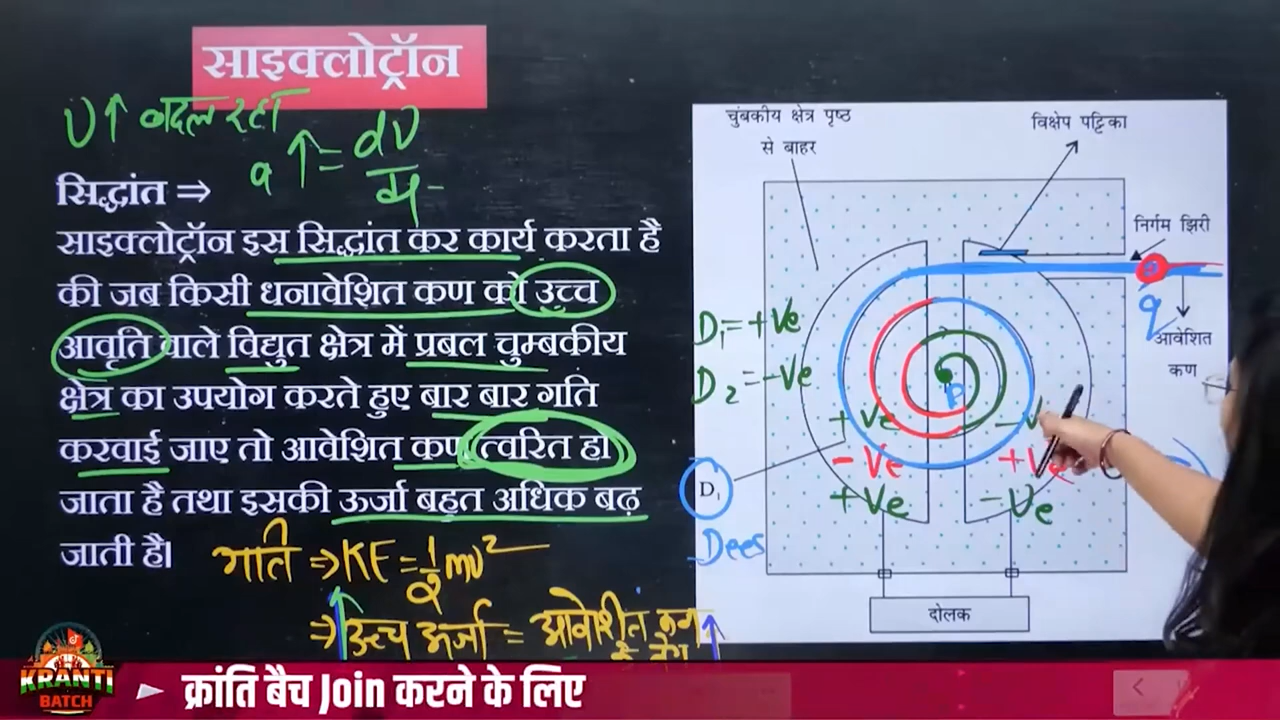 साइक्लोट्रॉन
υ↑ बदल रहा
a ↑ = dv
सिद्धांत ⇒
साइक्लोट्रॉन इस सिद्धांत कर कार्य करता है
की जब किसी धनावेशित कण को उच्च
आवृति वाले विद्युत क्षेत्र में प्रबल चुम्बकीय
क्षेत्र का उपयोग करते हुए बार बार गति
करवाई जाए तो आवेशित कण त्वरित हो
जाता है तथा इसकी ऊर्जा बहुत अधिक बढ़
जाती है।
गति ⇒ KE = 1/2 mv²
⇒ उच्च ऊर्जा = आवेशीत कण
चुंबकीय क्षेत्र पृष्ठ
से बाहर
विक्षेप पट्टिका
निर्गम झिरी
q
आवेशित
कण
D₁ = +Ve
D₂ = -Ve
P
+Ve
- Ve +Ve
+Ve -Ve
D₁
Dees
दोलक
KRANTI
BATCH
क्रांति बैच Join करने के लिए